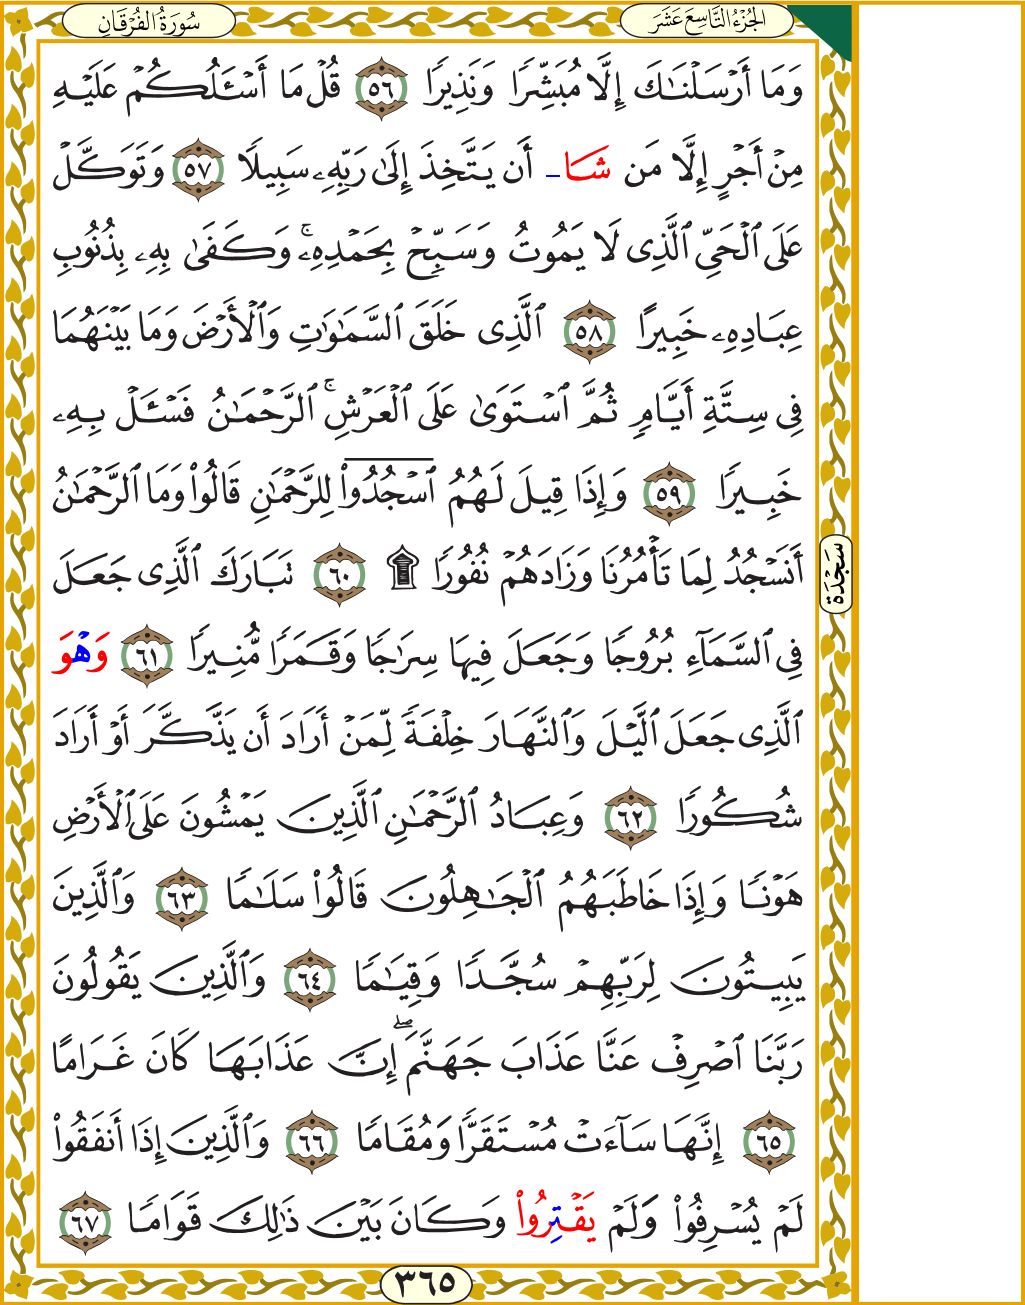 الجُزْءُ التَّاسِعَ عَشَرَ
سُورَةُ الفُرْقَانِ
وَمَا أَرْسَلْنَٰكَ إِلَّا مُبَشِّرًا وَنَذِيرًا ٥٦ قُلْ مَا أَسْـَٔلُكُمْ عَلَيْهِ
مِنْ أَجْرٍ إِلَّا مَن شَا- أَن يَتَّخِذَ إِلَىٰ رَبِّهِۦ سَبِيلًا ٥٧ وَتَوَكَّلْ
عَلَى ٱلْحَيِّ ٱلَّذِى لَا يَمُوتُ وَسَبِّحْ بِحَمْدِهِۦۚ وَكَفَىٰ بِهِۦ بِذُنُوبِ
عِبَادِهِۦ خَبِيرًا ٥٨ ٱلَّذِى خَلَقَ ٱلسَّمَٰوَٰتِ وَٱلْأَرْضَ وَمَا بَيْنَهُمَا
فِى سِتَّةِ أَيَّامٍ ثُمَّ ٱسْتَوَىٰ عَلَى ٱلْعَرْشِۚ ٱلرَّحْمَٰنُ فَسْـَٔلْ بِهِۦ
خَبِيرًا ٥٩ وَإِذَا قِيلَ لَهُمُ ٱسْجُدُوا۟ لِلرَّحْمَٰنِ قَالُوا۟ وَمَا ٱلرَّحْمَٰنُ
أَنَسْجُدُ لِمَا تَأْمُرُنَا وَزَادَهُمْ نُفُورًا ۩ ٦٠ تَبَارَكَ ٱلَّذِى جَعَلَ
فِى ٱلسَّمَآءِ بُرُوجًا وَجَعَلَ فِيهَا سِرَٰجًا وَقَمَرًا مُّنِيرًا ٦١ وَهْوَ
ٱلَّذِى جَعَلَ ٱلَّيْلَ وَٱلنَّهَارَ خِلْفَةً لِّمَنْ أَرَادَ أَن يَذَّكَّرَ أَوْ أَرَادَ
شُكُورًا ٦٢ وَعِبَادُ ٱلرَّحْمَٰنِ ٱلَّذِينَ يَمْشُونَ عَلَى ٱلْأَرْضِ
هَوْنًا وَإِذَا خَاطَبَهُمُ ٱلْجَٰهِلُونَ قَالُوا۟ سَلَٰمًا ٦٣ وَٱلَّذِينَ
يَبِيتُونَ لِرَبِّهِمْ سُجَّدًا وَقِيَٰمًا ٦٤ وَٱلَّذِينَ يَقُولُونَ
رَبَّنَا ٱصْرِفْ عَنَّا عَذَابَ جَهَنَّمَۖ إِنَّ عَذَابَهَا كَانَ غَرَامًا
٦٥ إِنَّهَا سَآءَتْ مُسْتَقَرًّا وَمُقَامًا ٦٦ وَٱلَّذِينَ إِذَا أَنفَقُوا۟
لَمْ يُسْرِفُوا۟ وَلَمْ يَقْتِرُوا۟ وَكَانَ بَيْنَ ذَٰلِكَ قَوَامًا ٦٧
سَجْدَة
٣٦٥